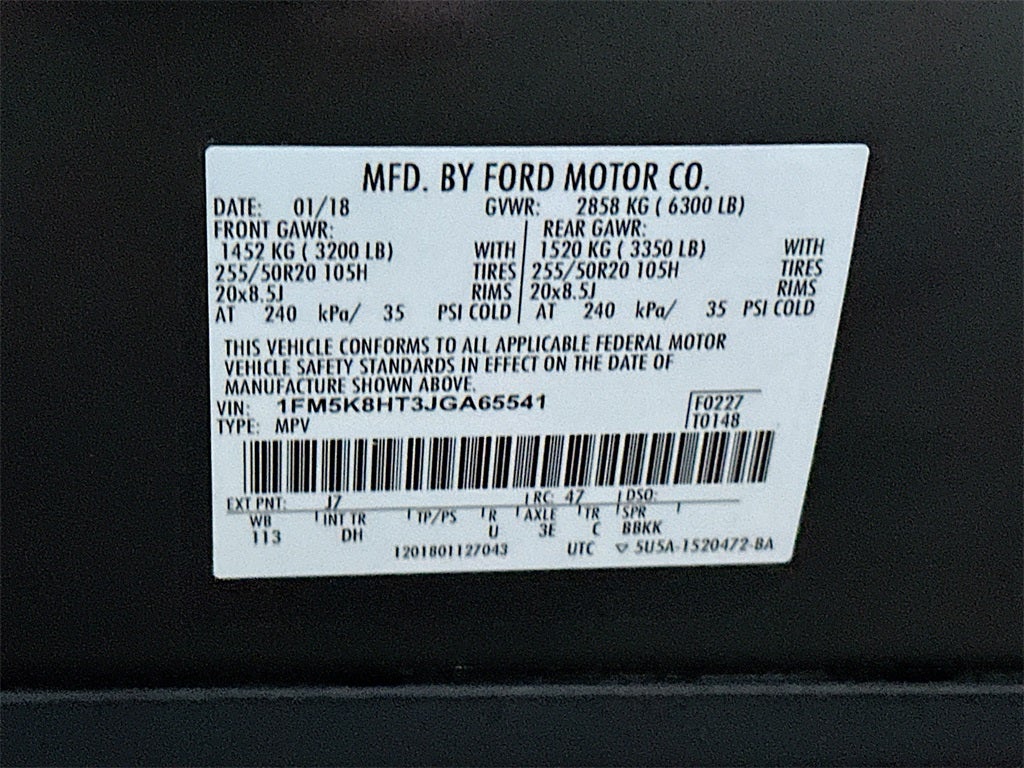 MFD. BY FORD MOTOR CO.
DATE: 01/18 GVWR: 2858 KG ( 6300 LB)
FRONT GAWR: REAR GAWR:
1452 KG ( 3200 LB) WITH 1520 KG ( 3350 LB) WITH
255/50R20 105H TIRES 255/50R20 105H TIRES
20x8.5J RIMS 20x8.5J RIMS
AT 240 kPa/ 35 PSI COLD AT 240 kPa/ 35 PSI COLD
THIS VEHICLE CONFORMS TO ALL APPLICABLE FEDERAL MOTOR
VEHICLE SAFETY STANDARDS IN EFFECT ON THE DATE OF
MANUFACTURE SHOWN ABOVE.
VIN: 1FM5K8HT3JGA65541 F0227
TYPE: MPV T0148
EXT PNT: J7 RC: 47 DSO:
WB INT TR TP/PS R AXLE TR SPR
113 DH U 3E C BBKK
1201801127043 UTC ▽ 5U5A-1520472-BA